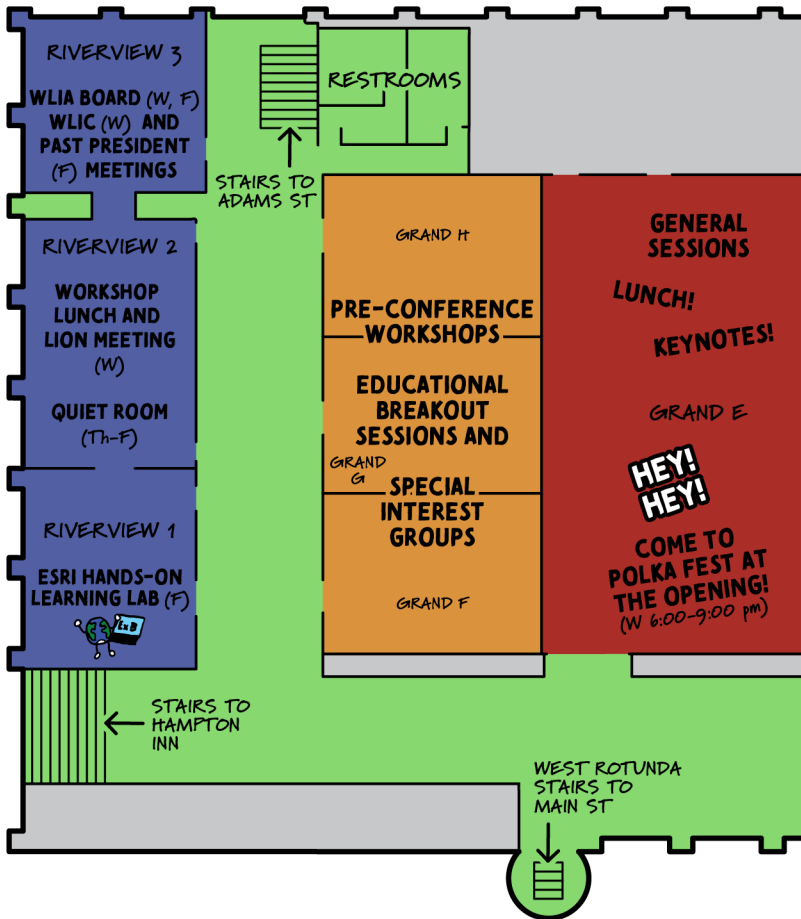 RIVERVIEW 3
WLIA BOARD (W, F)
WLIC (W) AND
PAST PRESIDENT
(F) MEETINGS
RESTROOMS
STAIRS TO
ADAMS ST
RIVERVIEW 2
WORKSHOP
LUNCH AND
LION MEETING
(W)
QUIET ROOM
(Th-F)
RIVERVIEW 1
ESRI HANDS-ON
LEARNING LAB (F)
ExB
STAIRS TO
HAMPTON
INN
GRAND H
PRE-CONFERENCE
WORKSHOPS
EDUCATIONAL
BREAKOUT
SESSIONS AND
GRAND
G
SPECIAL
INTEREST
GROUPS
GRAND F
GENERAL
SESSIONS
LUNCH!
KEYNOTES!
GRAND E
HEY!
HEY!
COME TO
POLKA FEST AT
THE OPENING!
(W 6:00-9:00 pm)
WEST ROTUNDA
STAIRS TO
MAIN ST